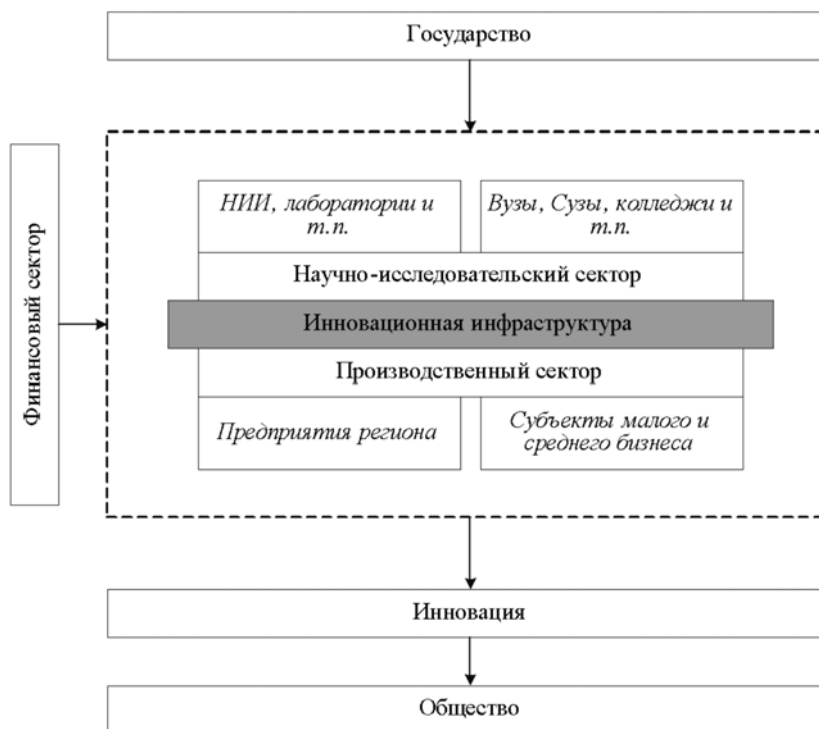 Государство
Финансовый сектор
НИИ, лаборатории и
т.п.
Вузы, Сузы, колледжи и
т.п.
Научно-исследовательский сектор
Инновационная инфраструктура
Производственный сектор
Предприятия региона
Субъекты малого и
среднего бизнеса
Инновация
Общество